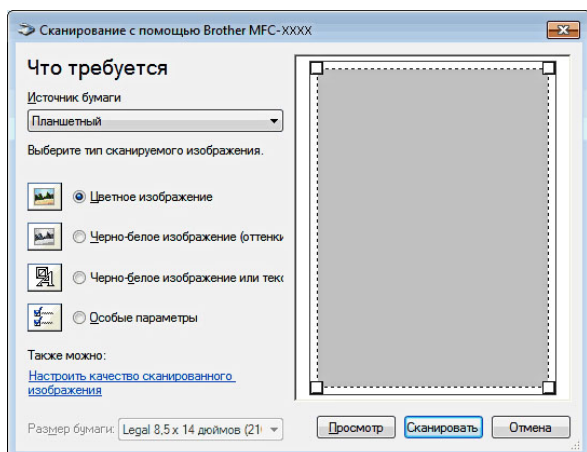 Сканирование с помощью Brother MFC-XXXX
Что требуется
Источник бумаги
Планшетный
Выберите тип сканируемого изображения.
Цветное изображение
Черно-белое изображение (оттенки
Черно-белое изображение или текс
Особые параметры
Также можно:
Настроить качество сканированного
изображения
Размер бумаги: Legal 8,5 x 14 дюймов (21
Просмотр Сканировать Отмена